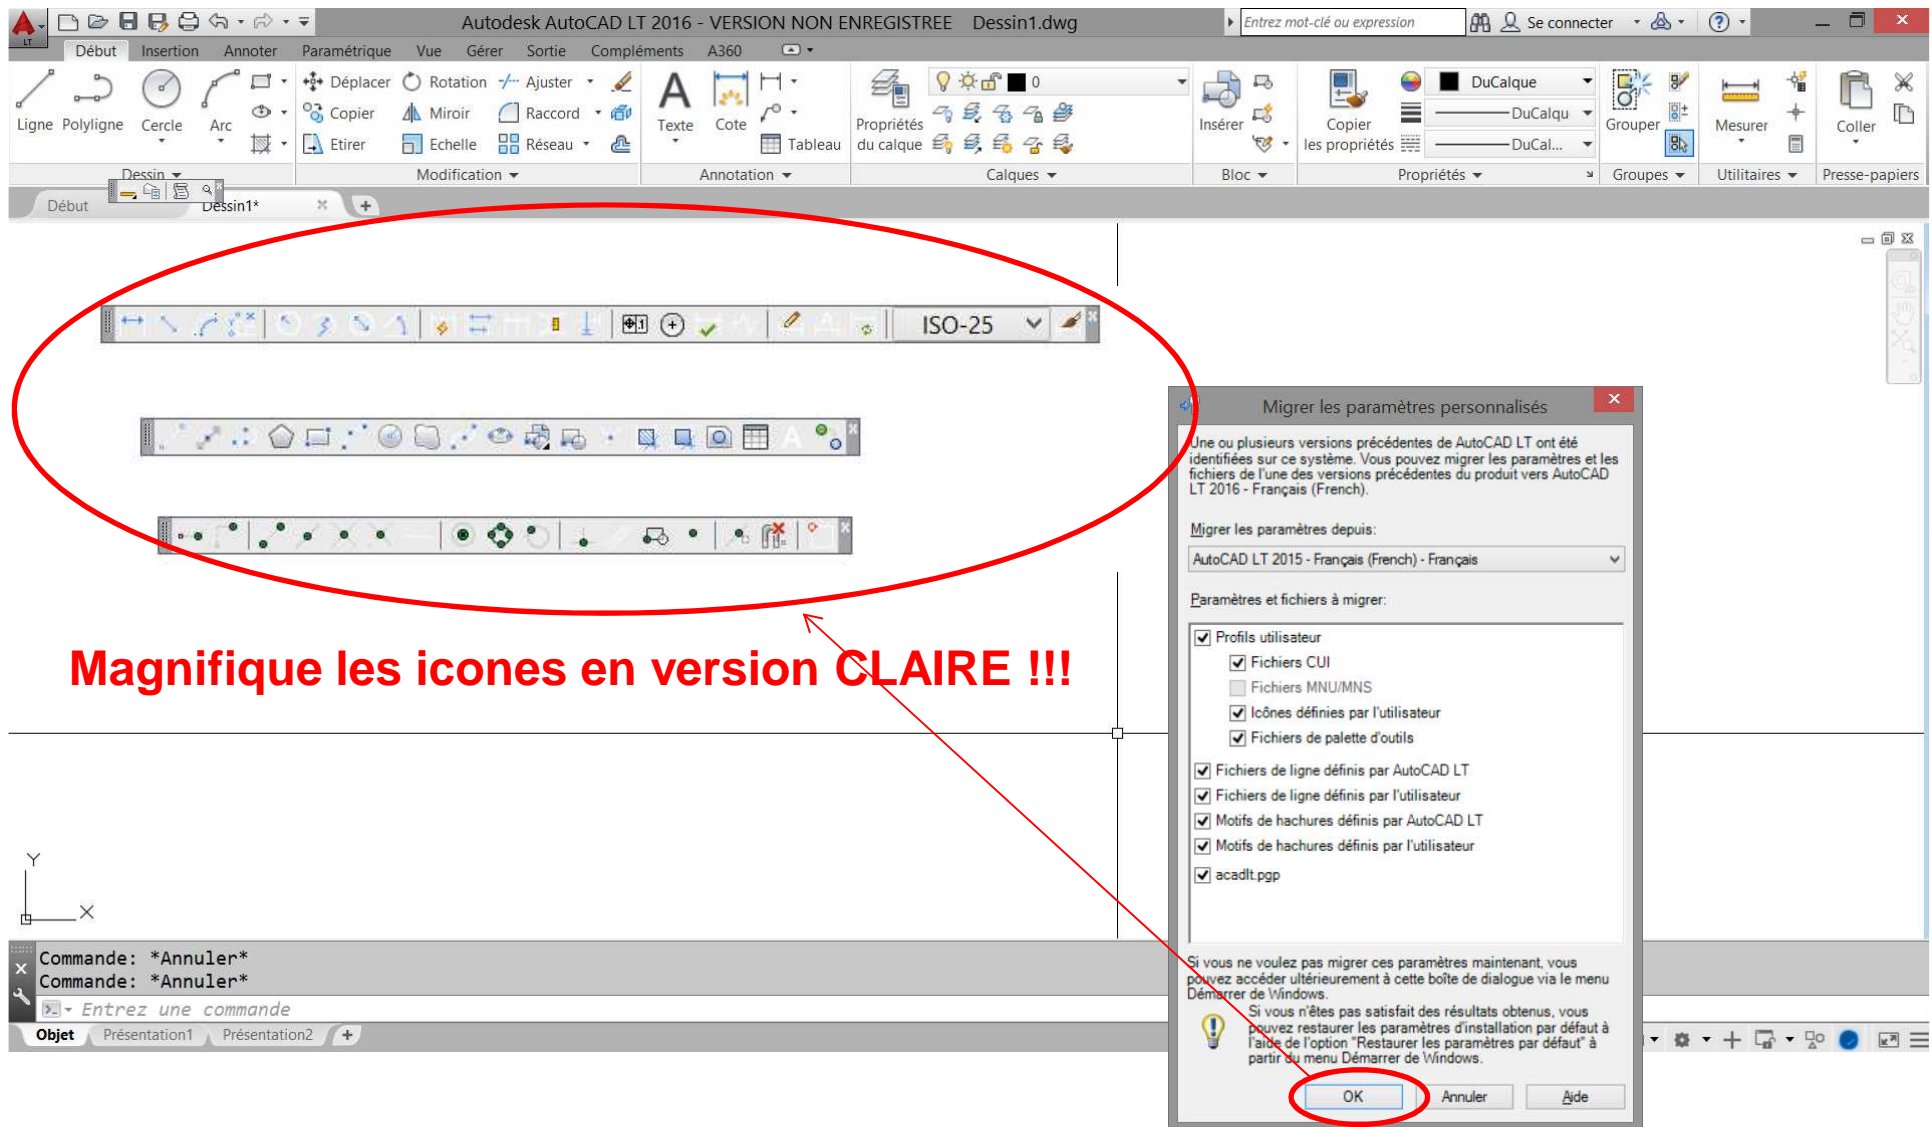 Autodesk AutoCAD LT 2016 - VERSION NON ENREGISTREE Dessin1.dwg
Entrez mot-clé ou expression
Se connecter
LT
Début Insertion Annoter Paramétrique Vue Gérer Sortie Compléments A360
Déplacer Rotation Ajuster
Copier Miroir Raccord
Etirer Echelle Réseau
Ligne Polyligne Cercle Arc
Texte Cote Tableau
Propriétés du calque
0
Insérer
Copier les propriétés
DuCalque
DuCalqu
DuCal...
Grouper
Mesurer
Coller
Dessin Modification Annotation Calques Bloc Propriétés Groupes Utilitaires Presse-papiers
Début Dessin1*
ISO-25
Magnifique les icones en version CLAIRE !!!
Migrer les paramètres personnalisés
Une ou plusieurs versions précédentes de AutoCAD LT ont été
identifiées sur ce système. Vous pouvez migrer les paramètres et les
fichiers de l'une des versions précédentes du produit vers AutoCAD
LT 2016 - Français (French).
Migrer les paramètres depuis:
AutoCAD LT 2015 - Français (French) - Français
Paramètres et fichiers à migrer:
Profils utilisateur
Fichiers CUI
Fichiers MNU/MNS
Icônes définies par l'utilisateur
Fichiers de palette d'outils
Fichiers de ligne définis par AutoCAD LT
Fichiers de ligne définis par l'utilisateur
Motifs de hachures définis par AutoCAD LT
Motifs de hachures définis par l'utilisateur
acadlt.pgp
Si vous ne voulez pas migrer ces paramètres maintenant, vous
pouvez accéder ultérieurement à cette boîte de dialogue via le menu
Démarrer de Windows.
Si vous n'êtes pas satisfait des résultats obtenus, vous
pouvez restaurer les paramètres d'installation par défaut à
l'aide de l'option "Restaurer les paramètres par défaut" à
partir du menu Démarrer de Windows.
OK Annuler Aide
Y
X
Commande: *Annuler*
Commande: *Annuler*
Entrez une commande
Objet Présentation1 Présentation2